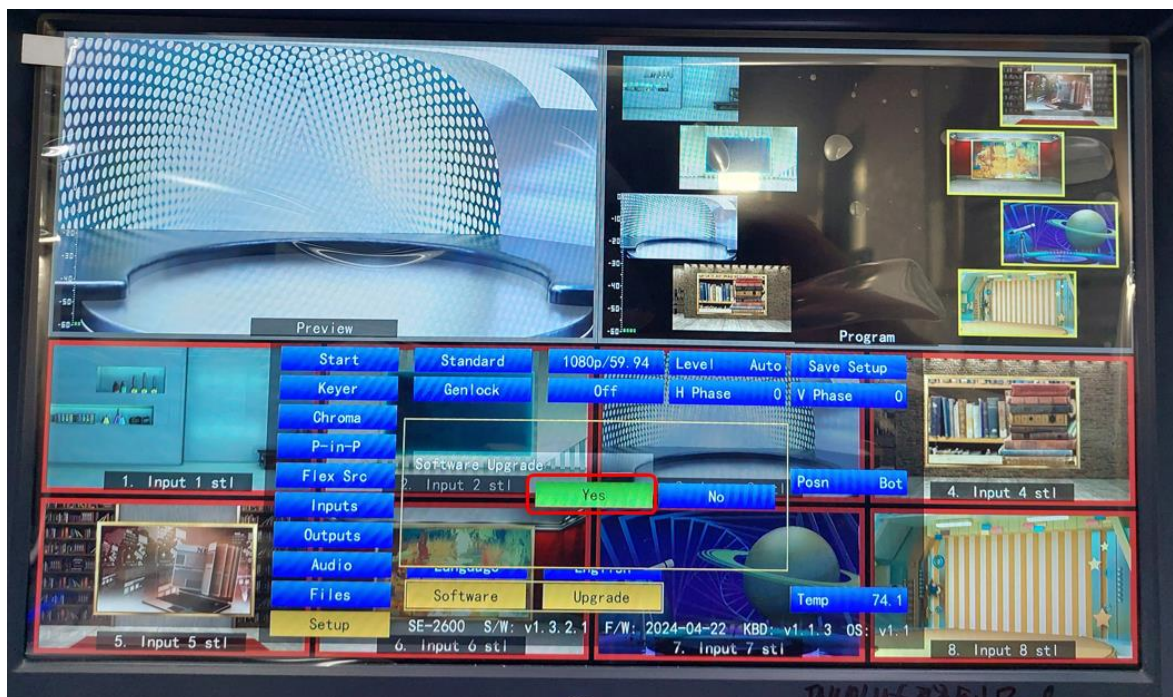 Preview
Program
Start Standard 1080p/59.94 Level Auto Save Setup
Keyer Genlock Off H Phase 0 V Phase 0
Chroma
P-in-P
Software Upgrade
Flex Src Yes No Posn Bot
1. Input 1 stl 2. Input 2 stl 4. Input 4 stl
Inputs
Outputs
Audio Language English
Files Software Upgrade Temp 74.1
Setup SE-2600 S/W: v1.3.2.1 F/W: 2024-04-22 KBD: v1.1.3 OS: v1.1
5. Input 5 stl 6. Input 6 stl 7. Input 7 stl 8. Input 8 stl